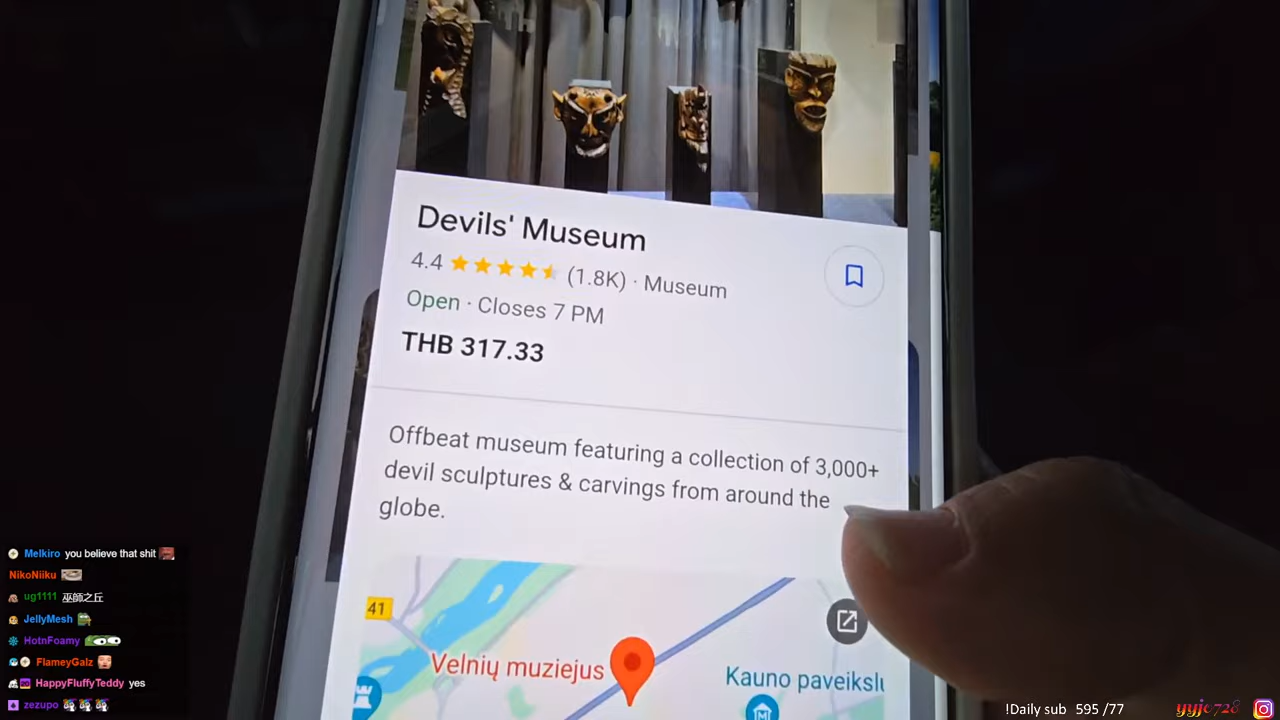 Devils' Museum
4.4 (1.8K) · Museum
Open · Closes 7 PM
THB 317.33
Offbeat museum featuring a collection of 3,000+
devil sculptures & carvings from around the
globe.
41
Velnių muziejus
Kauno paveikslų
Melkiro you believe that shit
NikoNiiku
ug1111 巫師之丘
JellyMesh
HotnFoamy
FlameyGalz
HappyFluffyTeddy yes
zezupo
!Daily sub 595 /77
yyjc728